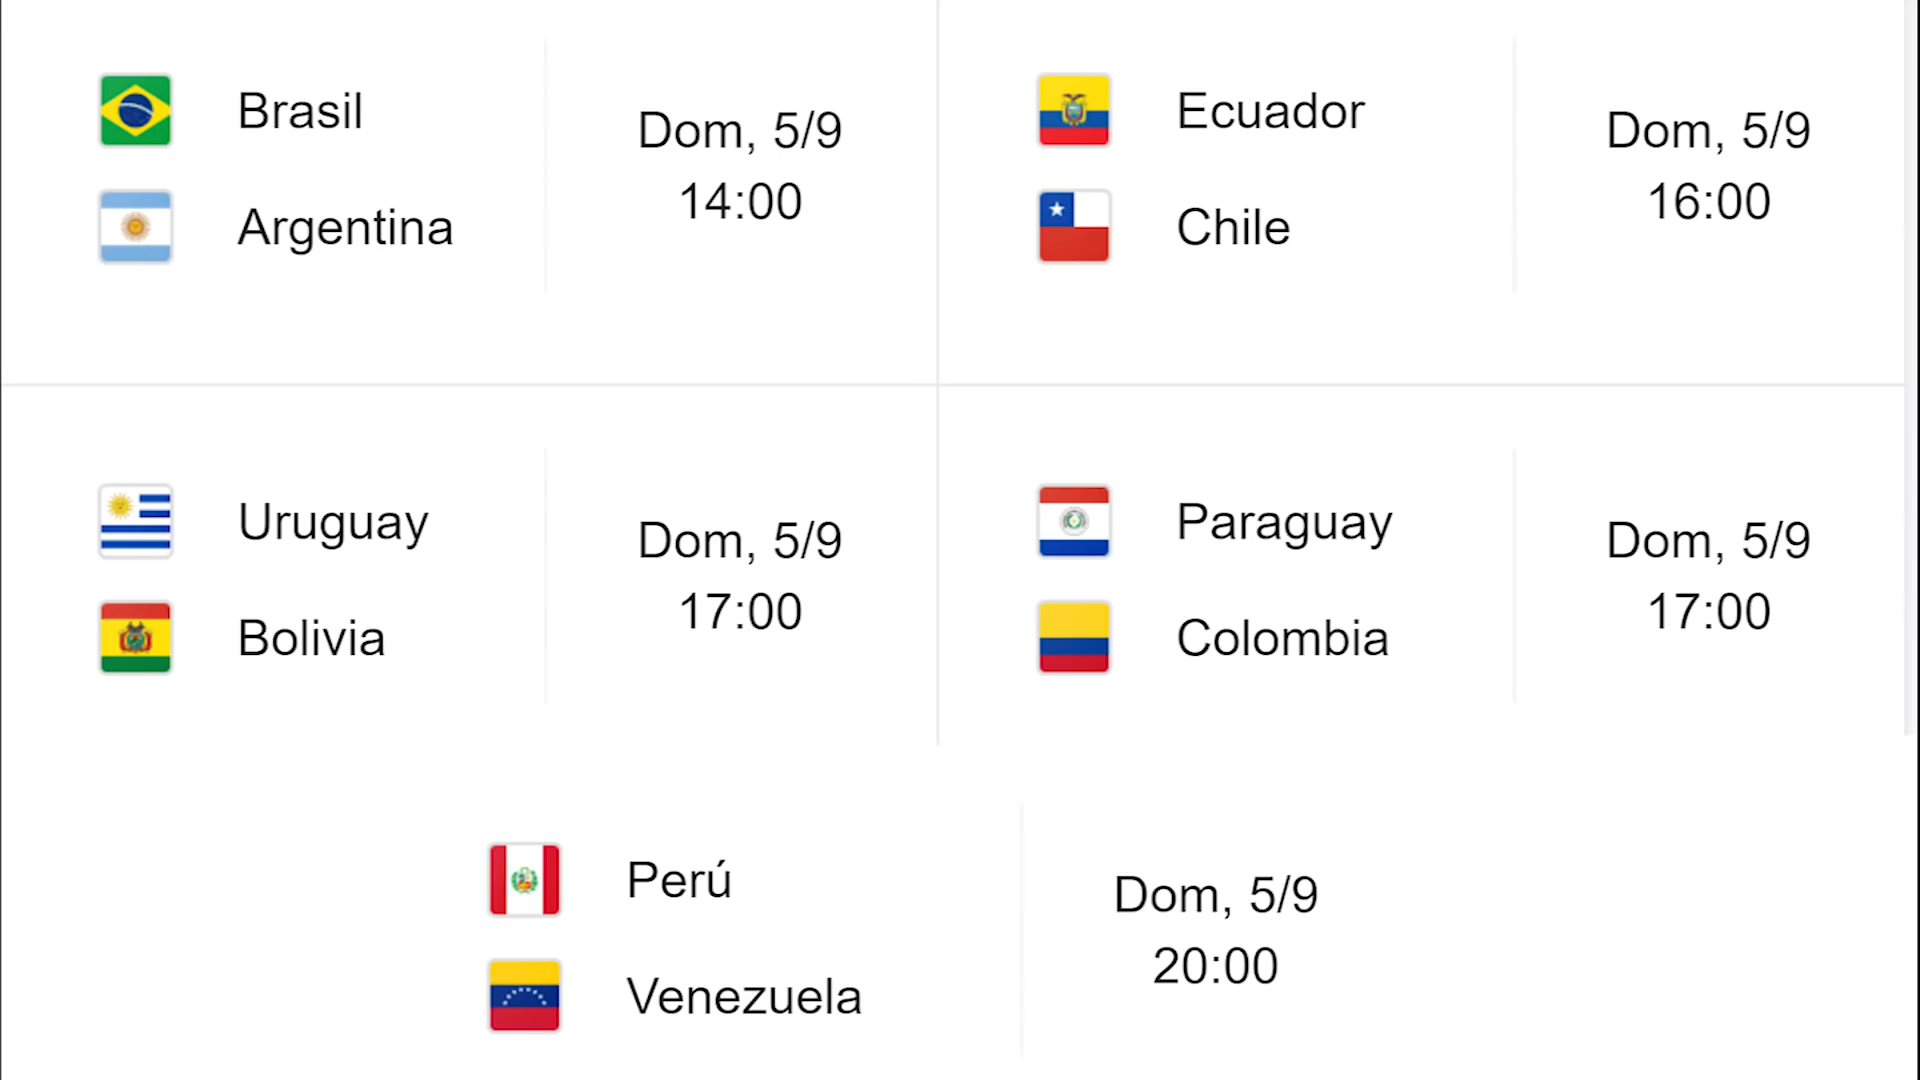 Brasil
Argentina
Dom, 5/9
14:00
Ecuador
Chile
Dom, 5/9
16:00
Uruguay
Bolivia
Dom, 5/9
17:00
Paraguay
Colombia
Dom, 5/9
17:00
Perú
Venezuela
Dom, 5/9
20:00